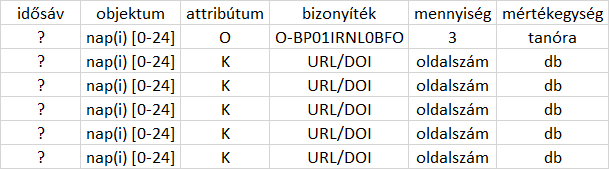 idősáv objektum attribútum bizonyíték mennyiség mértékegység
? nap(i) [0-24] O O-BP01IRNL0BFO 3 tanóra
? nap(i) [0-24] K URL/DOI oldalszám db
? nap(i) [0-24] K URL/DOI oldalszám db
? nap(i) [0-24] K URL/DOI oldalszám db
? nap(i) [0-24] K URL/DOI oldalszám db
? nap(i) [0-24] K URL/DOI oldalszám db